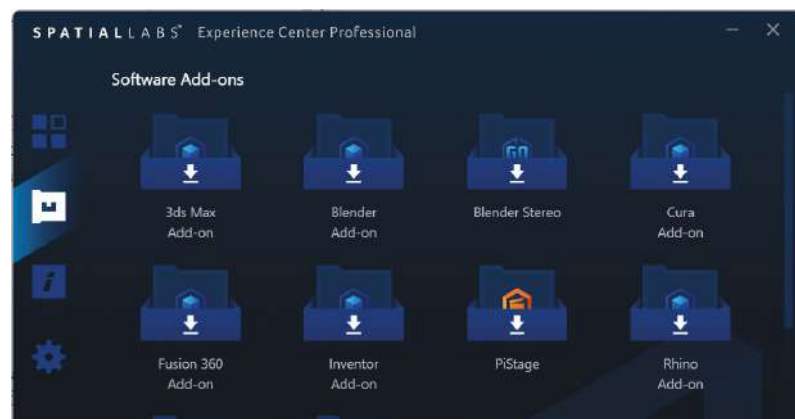 SPATIALLABS™ Experience Center Professional
Software Add-ons
3ds Max
Add-on
Blender
Add-on
Blender Stereo
Cura
Add-on
Fusion 360
Add-on
Inventor
Add-on
PiStage
Rhino
Add-on